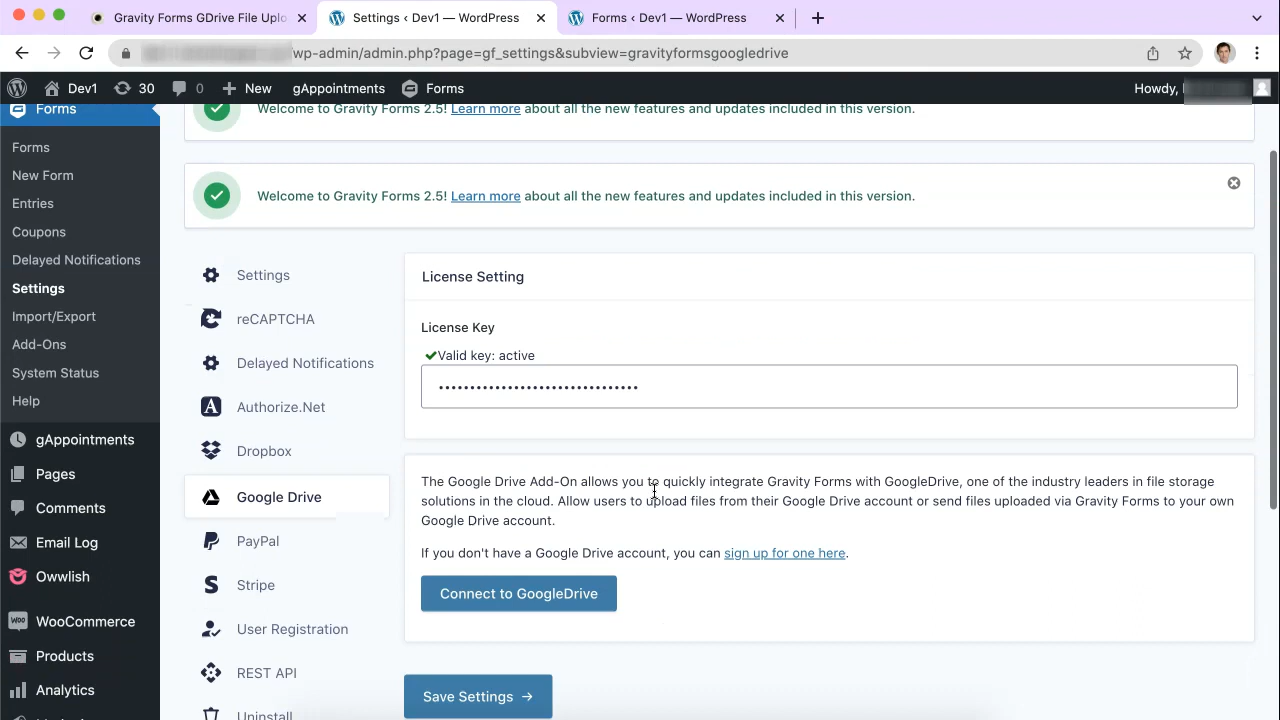 Gravity Forms GDrive File Uplo
Settings ‹ Dev1 — WordPress
Forms ‹ Dev1 — WordPress
/wp-admin/admin.php?page=gf_settings&subview=gravityformsgoogledrive
Dev1
30
0
New
gAppointments
Forms
Howdy,
Forms
Welcome to Gravity Forms 2.5! Learn more about all the new features and updates included in this version.
Forms
New Form
Entries
Coupons
Delayed Notifications
Settings
Import/Export
Add-Ons
System Status
Help
gAppointments
Pages
Comments
Email Log
Owwlish
WooCommerce
Products
Analytics
Welcome to Gravity Forms 2.5! Learn more about all the new features and updates included in this version.
Settings
reCAPTCHA
Delayed Notifications
Authorize.Net
Dropbox
Google Drive
PayPal
Stripe
User Registration
REST API
Uninstall
License Setting
License Key
Valid key: active
••••••••••••••••••••••••••••••••
The Google Drive Add-On allows you to quickly integrate Gravity Forms with GoogleDrive, one of the industry leaders in file storage
solutions in the cloud. Allow users to upload files from their Google Drive account or send files uploaded via Gravity Forms to your own
Google Drive account.
If you don't have a Google Drive account, you can sign up for one here.
Connect to GoogleDrive
Save Settings →